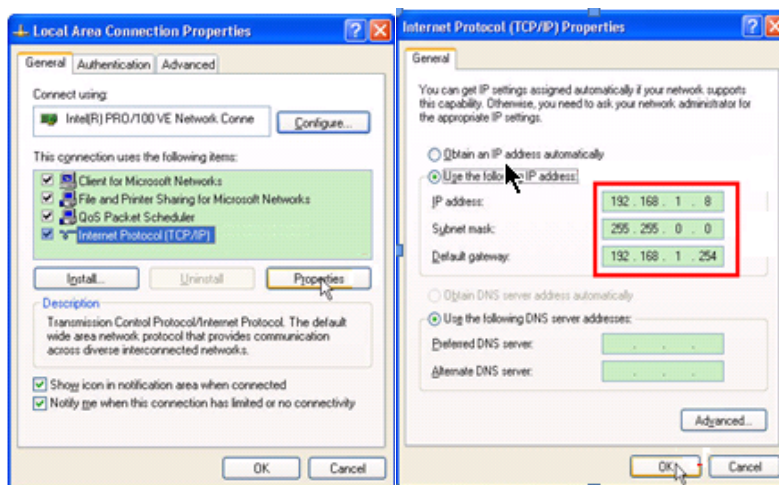 Local Area Connection Properties
General Authentication Advanced
Connect using:
Intel(R) PRO/100 VE Network Conne
Configure...
This connection uses the following items:
Client for Microsoft Networks
File and Printer Sharing for Microsoft Networks
QoS Packet Scheduler
Internet Protocol (TCP/IP)
Install... Uninstall Properties
Description
Transmission Control Protocol/Internet Protocol. The default
wide area network protocol that provides communication
across diverse interconnected networks.
Show icon in notification area when connected
Notify me when this connection has limited or no connectivity
OK Cancel
Internet Protocol (TCP/IP) Properties
General
You can get IP settings assigned automatically if your network supports
this capability. Otherwise, you need to ask your network administrator for
the appropriate IP settings.
Obtain an IP address automatically
Use the following IP address:
IP address: 192 . 168 . 1 . 8
Subnet mask: 255 . 255 . 0 . 0
Default gateway: 192 . 168 . 1 . 254
Obtain DNS server address automatically
Use the following DNS server addresses:
Preferred DNS server: . . .
Alternate DNS server: . . .
Advanced...
OK Cancel